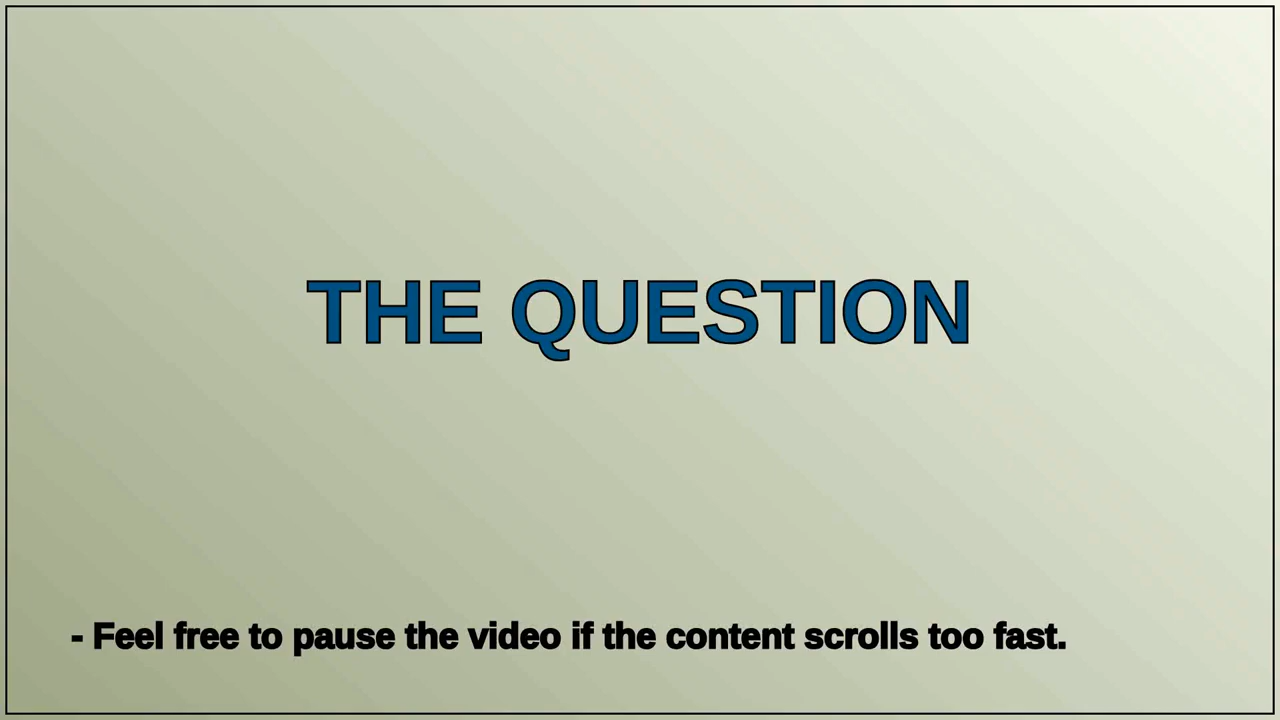 THE QUESTION
- Feel free to pause the video if the content scrolls too fast.